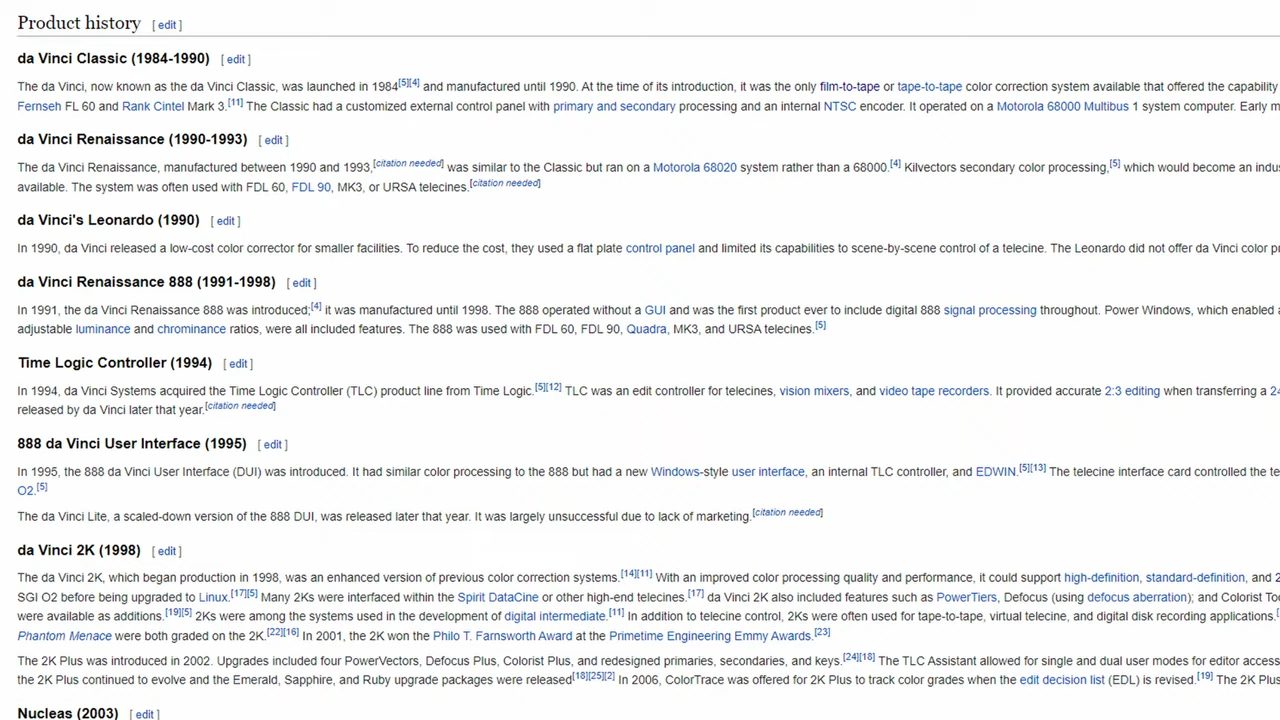 Product history [ edit ]
da Vinci Classic (1984-1990) [ edit ]
The da Vinci, now known as the da Vinci Classic, was launched in 1984[5][4] and manufactured until 1990. At the time of its introduction, it was the only film-to-tape or tape-to-tape color correction system available that offered the capability
Fernseh FL 60 and Rank Cintel Mark 3.[11] The Classic had a customized external control panel with primary and secondary processing and an internal NTSC encoder. It operated on a Motorola 68000 Multibus 1 system computer. Early m
da Vinci Renaissance (1990-1993) [ edit ]
The da Vinci Renaissance, manufactured between 1990 and 1993,[citation needed] was similar to the Classic but ran on a Motorola 68020 system rather than a 68000.[4] Kilvectors secondary color processing,[5] which would become an indus
available. The system was often used with FDL 60, FDL 90, MK3, or URSA telecines.[citation needed]
da Vinci's Leonardo (1990) [ edit ]
In 1990, da Vinci released a low-cost color corrector for smaller facilities. To reduce the cost, they used a flat plate control panel and limited its capabilities to scene-by-scene control of a telecine. The Leonardo did not offer da Vinci color pr
da Vinci Renaissance 888 (1991-1998) [ edit ]
In 1991, the da Vinci Renaissance 888 was introduced;[4] it was manufactured until 1998. The 888 operated without a GUI and was the first product ever to include digital 888 signal processing throughout. Power Windows, which enabled a
adjustable luminance and chrominance ratios, were all included features. The 888 was used with FDL 60, FDL 90, Quadra, MK3, and URSA telecines.[5]
Time Logic Controller (1994) [ edit ]
In 1994, da Vinci Systems acquired the Time Logic Controller (TLC) product line from Time Logic.[5][12] TLC was an edit controller for telecines, vision mixers, and video tape recorders. It provided accurate 2:3 editing when transferring a 24
released by da Vinci later that year.[citation needed]
888 da Vinci User Interface (1995) [ edit ]
In 1995, the 888 da Vinci User Interface (DUI) was introduced. It had similar color processing to the 888 but had a new Windows-style user interface, an internal TLC controller, and EDWIN.[5][13] The telecine interface card controlled the te
O2.[5]
The da Vinci Lite, a scaled-down version of the 888 DUI, was released later that year. It was largely unsuccessful due to lack of marketing.[citation needed]
da Vinci 2K (1998) [ edit ]
The da Vinci 2K, which began production in 1998, was an enhanced version of previous color correction systems.[14][11] With an improved color processing quality and performance, it could support high-definition, standard-definition, and 2
SGI O2 before being upgraded to Linux.[17][5] Many 2Ks were interfaced within the Spirit DataCine or other high-end telecines.[17] da Vinci 2K also included features such as PowerTiers, Defocus (using defocus aberration); and Colorist Too
were available as additions.[19][5] 2Ks were among the systems used in the development of digital intermediate.[11] In addition to telecine control, 2Ks were often used for tape-to-tape, virtual telecine, and digital disk recording applications.[
Phantom Menace were both graded on the 2K.[22][16] In 2001, the 2K won the Philo T. Farnsworth Award at the Primetime Engineering Emmy Awards.[23]
The 2K Plus was introduced in 2002. Upgrades included four PowerVectors, Defocus Plus, Colorist Plus, and redesigned primaries, secondaries, and keys.[24][18] The TLC Assistant allowed for single and dual user modes for editor access
the 2K Plus continued to evolve and the Emerald, Sapphire, and Ruby upgrade packages were released[18][25][2] In 2006, ColorTrace was offered for 2K Plus to track color grades when the edit decision list (EDL) is revised.[19] The 2K Plus
Nucleas (2003) [ edit ]